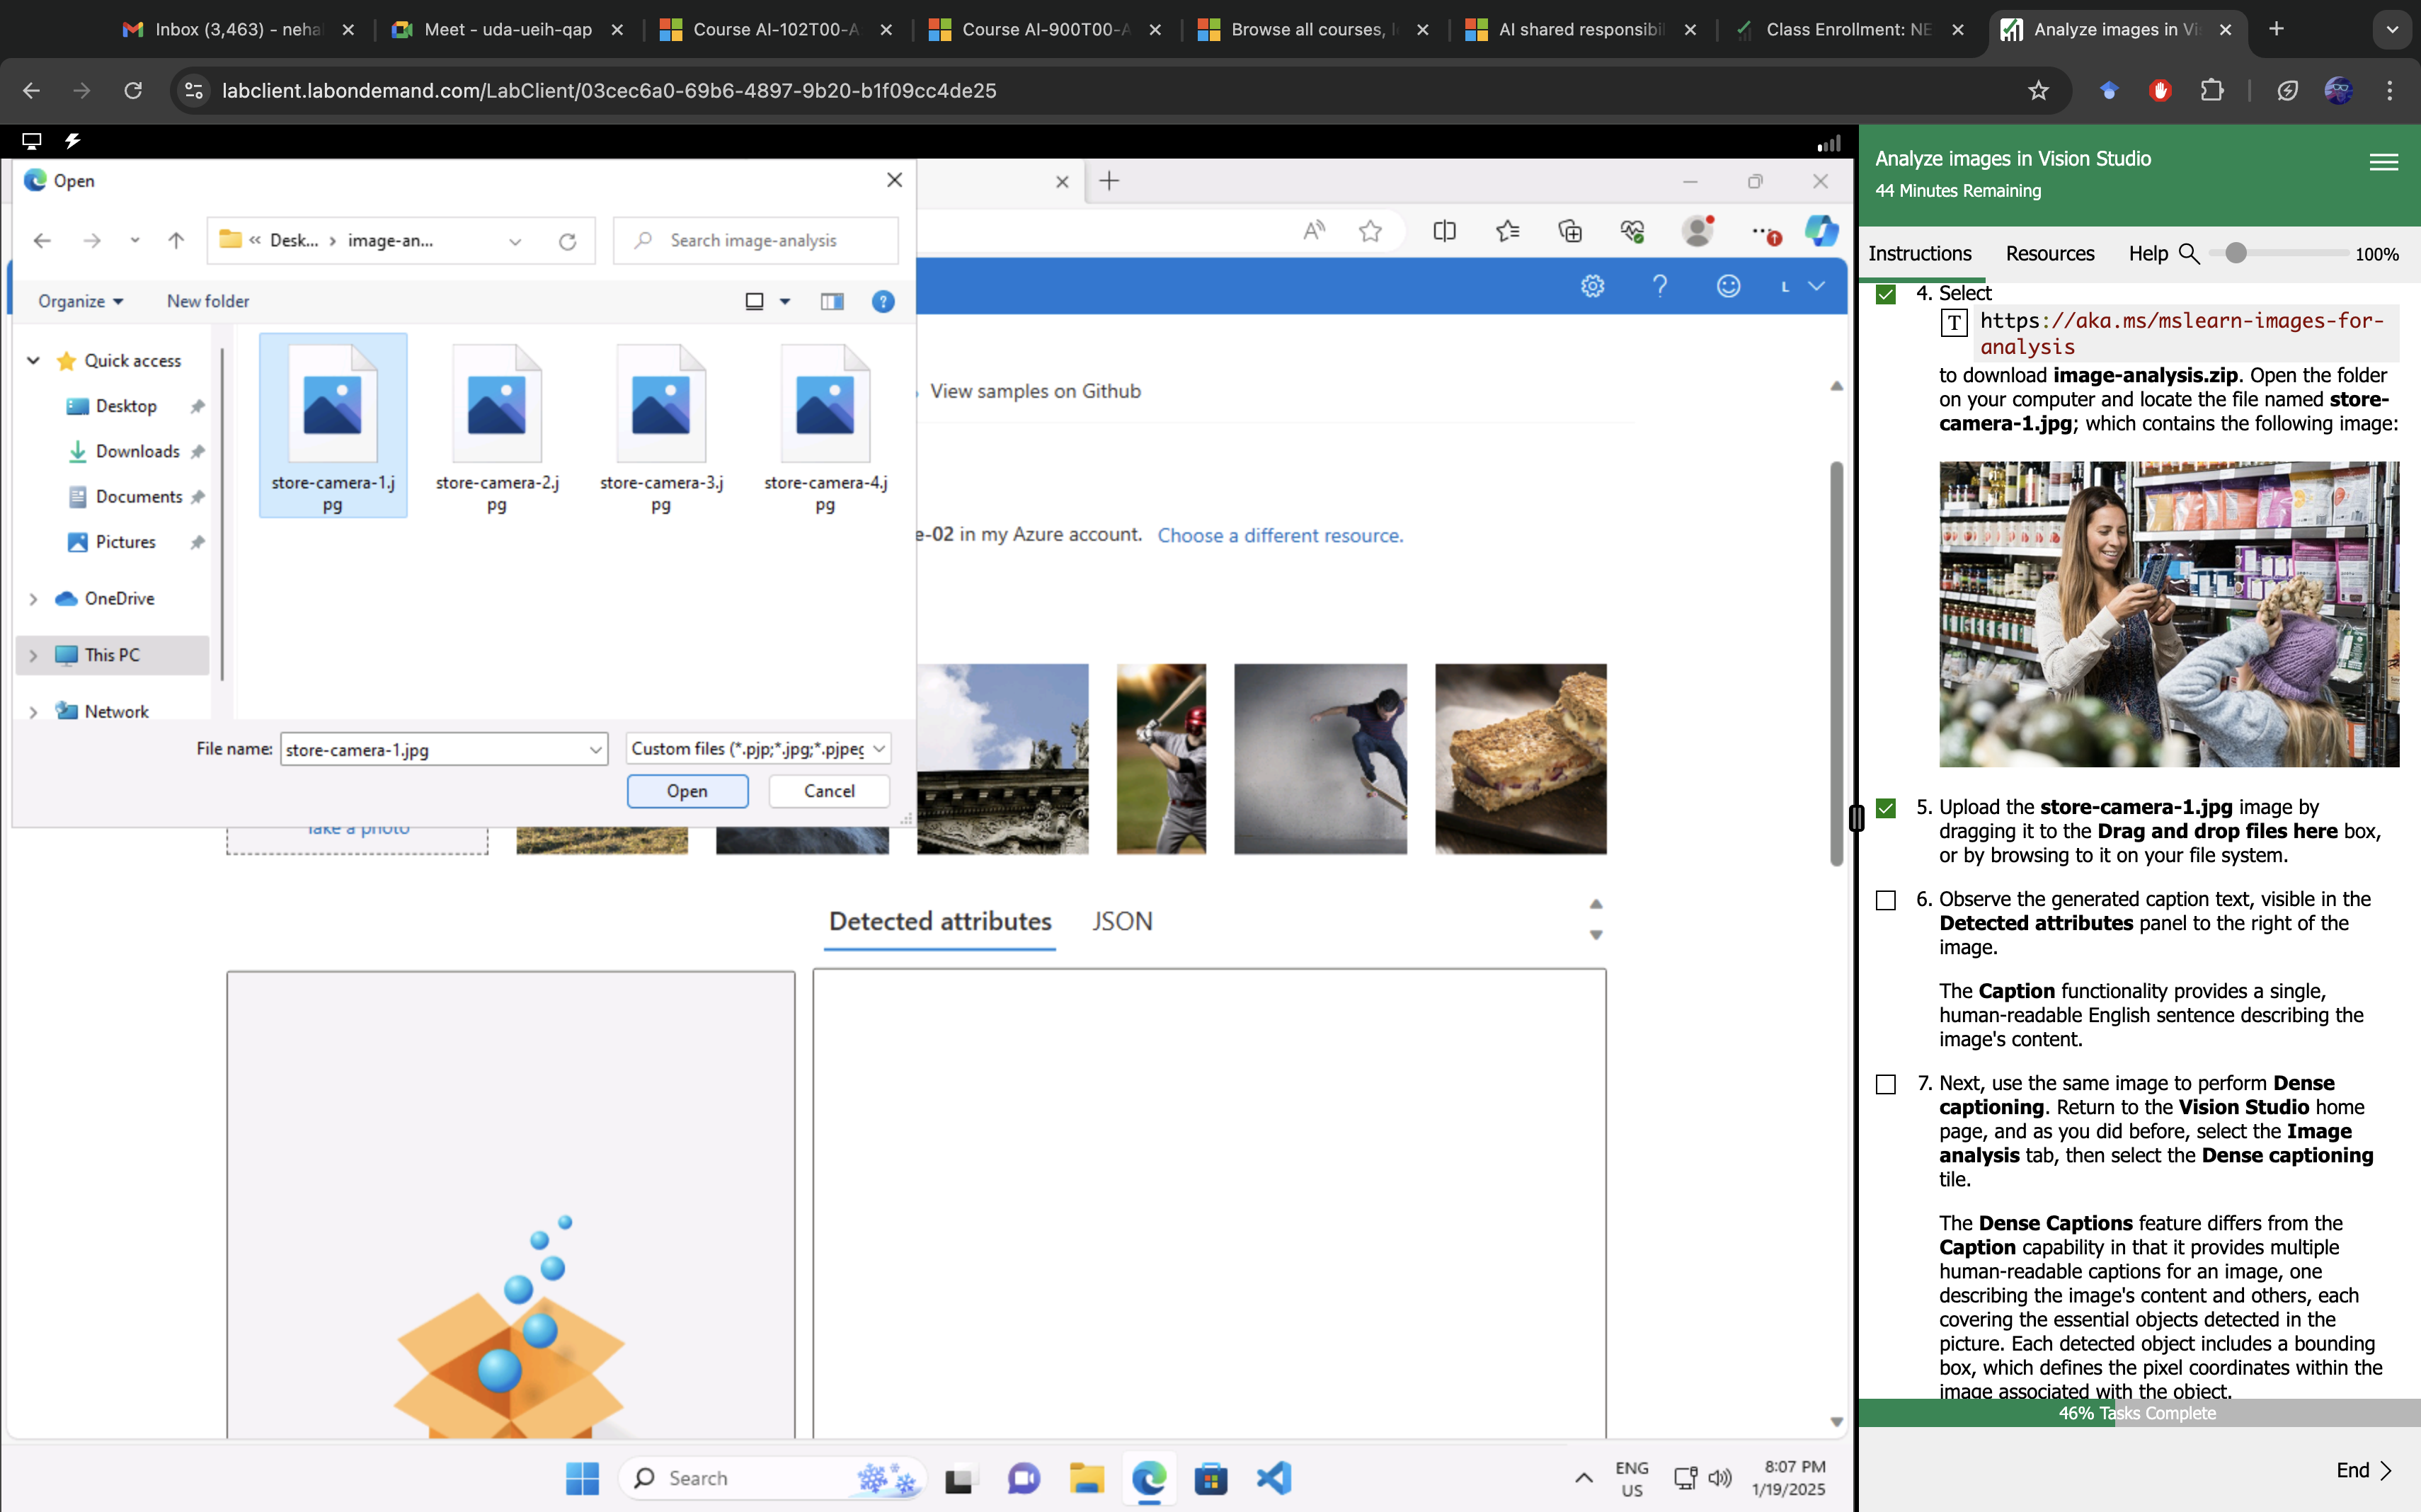 Inbox (3,463) - neha
Meet - uda-ueih-qap
Course AI-102T00-A
Course AI-900T00-A
Browse all courses, l
AI shared responsibil
Class Enrollment: NE
Analyze images in Vi
labclient.labondemand.com/LabClient/03cec6a0-69b6-4897-9b20-b1f09cc4de25
Open
Desk... › image-an...
Search image-analysis
Organize
New folder
Quick access
Desktop
Downloads
Documents
Pictures
OneDrive
This PC
Network
store-camera-1.j
pg
store-camera-2.j
pg
store-camera-3.j
pg
store-camera-4.j
pg
File name:
store-camera-1.jpg
Custom files (*.pjp;*.jpg;*.pjpeg
Open
Cancel
L
View samples on Github
e-02 in my Azure account. Choose a different resource.
Take a photo
Detected attributes
JSON
Search
ENG
US
8:07 PM
1/19/2025
Analyze images in Vision Studio
44 Minutes Remaining
Instructions
Resources
Help
100%
4. Select
T
https://aka.ms/mslearn-images-for-
analysis
to download image-analysis.zip. Open the folder
on your computer and locate the file named store-
camera-1.jpg; which contains the following image:
5. Upload the store-camera-1.jpg image by
dragging it to the Drag and drop files here box,
or by browsing to it on your file system.
6. Observe the generated caption text, visible in the
Detected attributes panel to the right of the
image.
The Caption functionality provides a single,
human-readable English sentence describing the
image's content.
7. Next, use the same image to perform Dense
captioning. Return to the Vision Studio home
page, and as you did before, select the Image
analysis tab, then select the Dense captioning
tile.
The Dense Captions feature differs from the
Caption capability in that it provides multiple
human-readable captions for an image, one
describing the image's content and others, each
covering the essential objects detected in the
picture. Each detected object includes a bounding
box, which defines the pixel coordinates within the
image associated with the object.
46% Tasks Complete
End